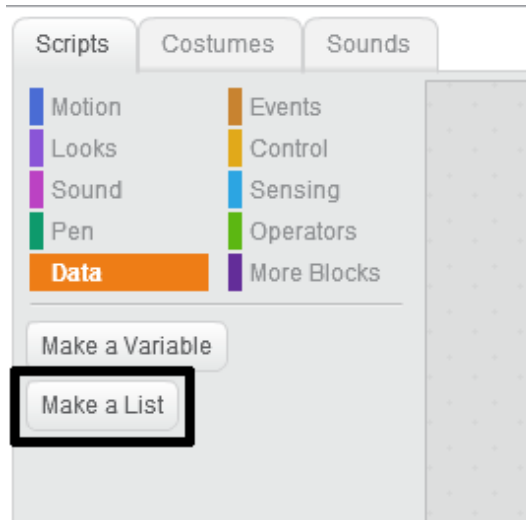 Scripts Costumes Sounds
Motion Events
Looks Control
Sound Sensing
Pen Operators
Data More Blocks
Make a Variable
Make a List